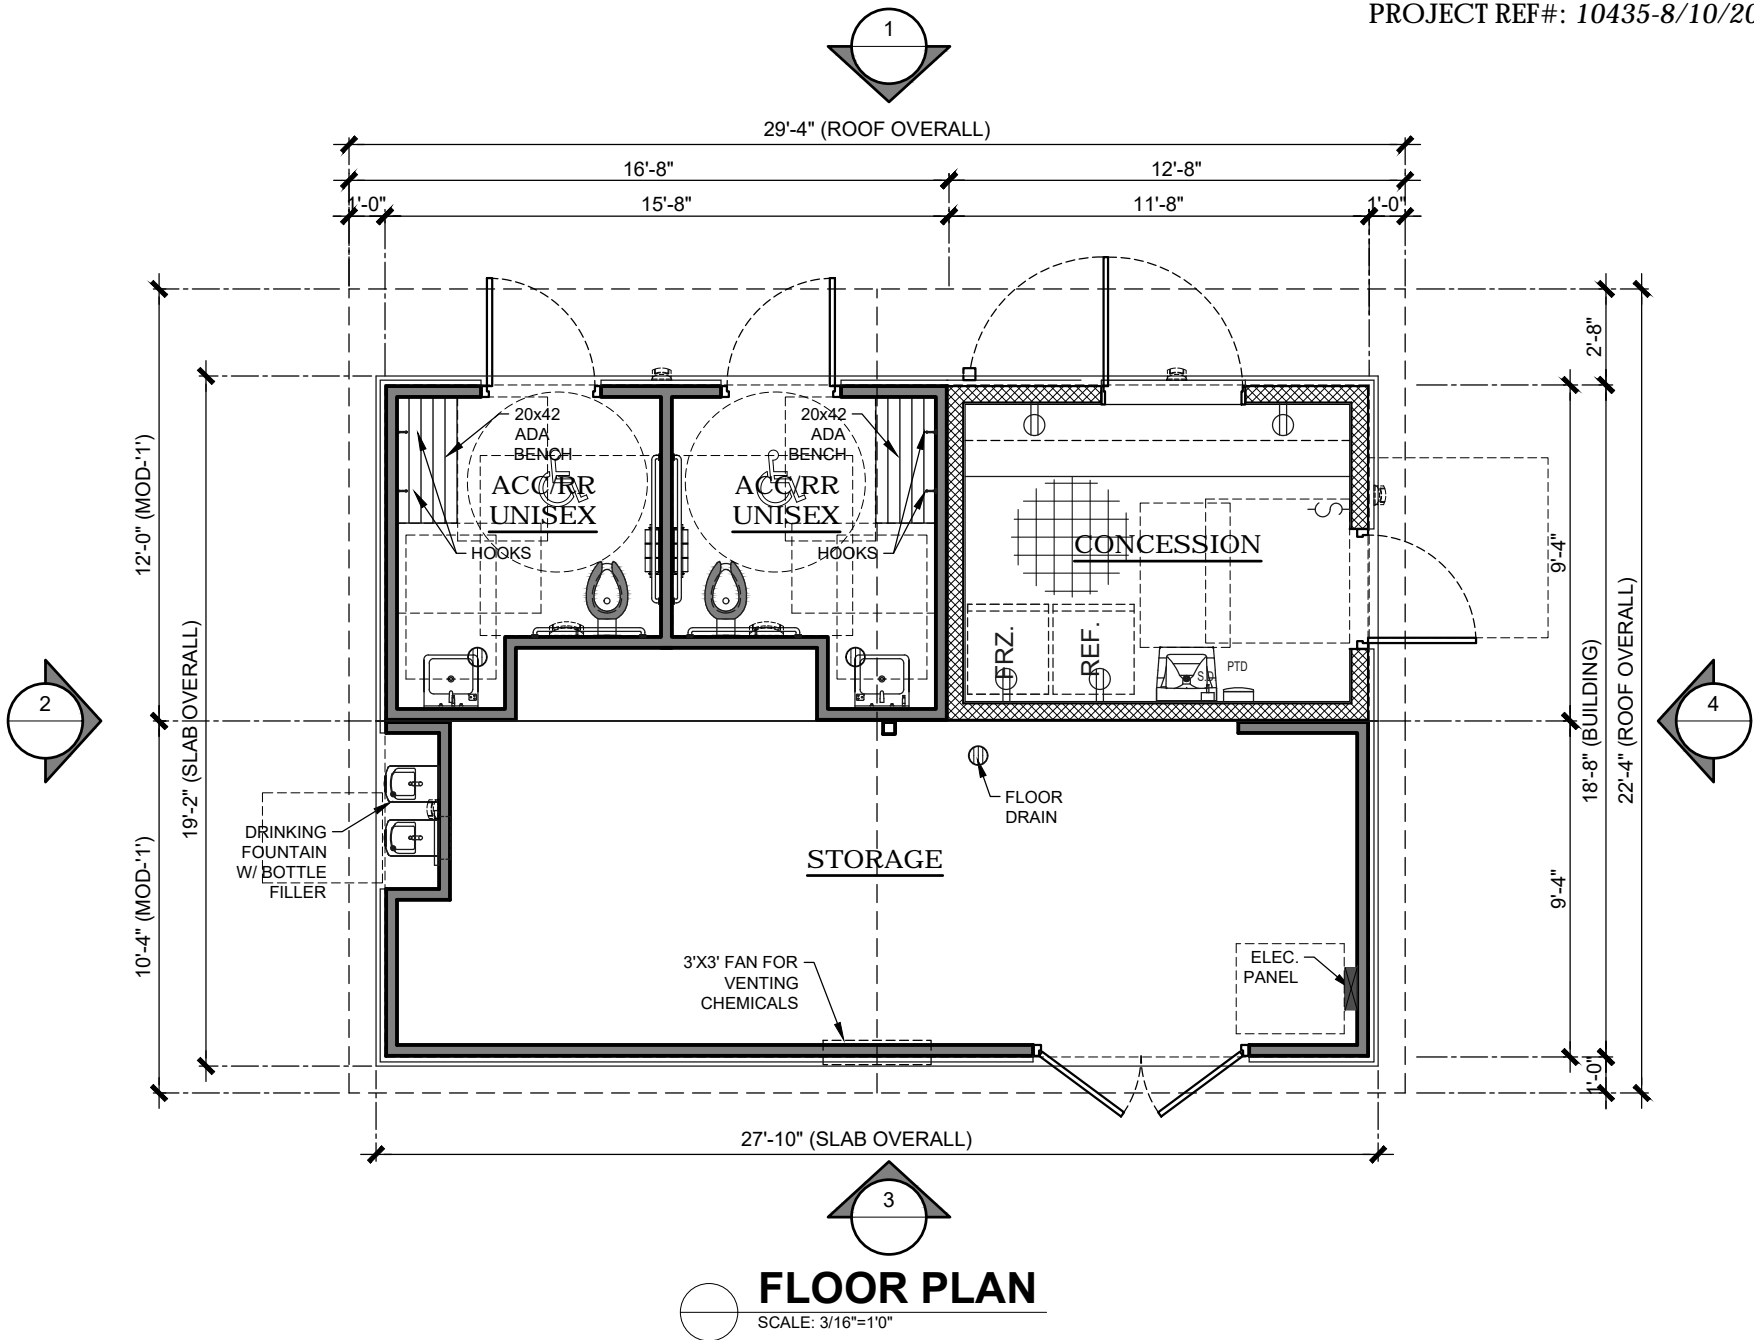 PROJECT REF#: 10435-8/10/20
1
29'-4" (ROOF OVERALL)
16'-8"
12'-8"
1'-0"
15'-8"
11'-8"
1'-0"
2'-8"
12'-0" (MOD-'1')
19'-2" (SLAB OVERALL)
20x42
ADA
BENCH
ACC/RR
UNISEX
HOOKS
20x42
ADA
BENCH
ACC/RR
UNISEX
HOOKS
CONCESSION
S
FRZ.
REF.
S.D
PTD
9'-4"
18'-8" (BUILDING)
22'-4" (ROOF OVERALL)
2
4
DRINKING
FOUNTAIN
W/ BOTTLE
FILLER
FLOOR
DRAIN
STORAGE
10'-4" (MOD-'1')
9'-4"
3'X3' FAN FOR
VENTING
CHEMICALS
ELEC.
PANEL
1'-0"
27'-10" (SLAB OVERALL)
3
FLOOR PLAN
SCALE: 3/16"=1'0"